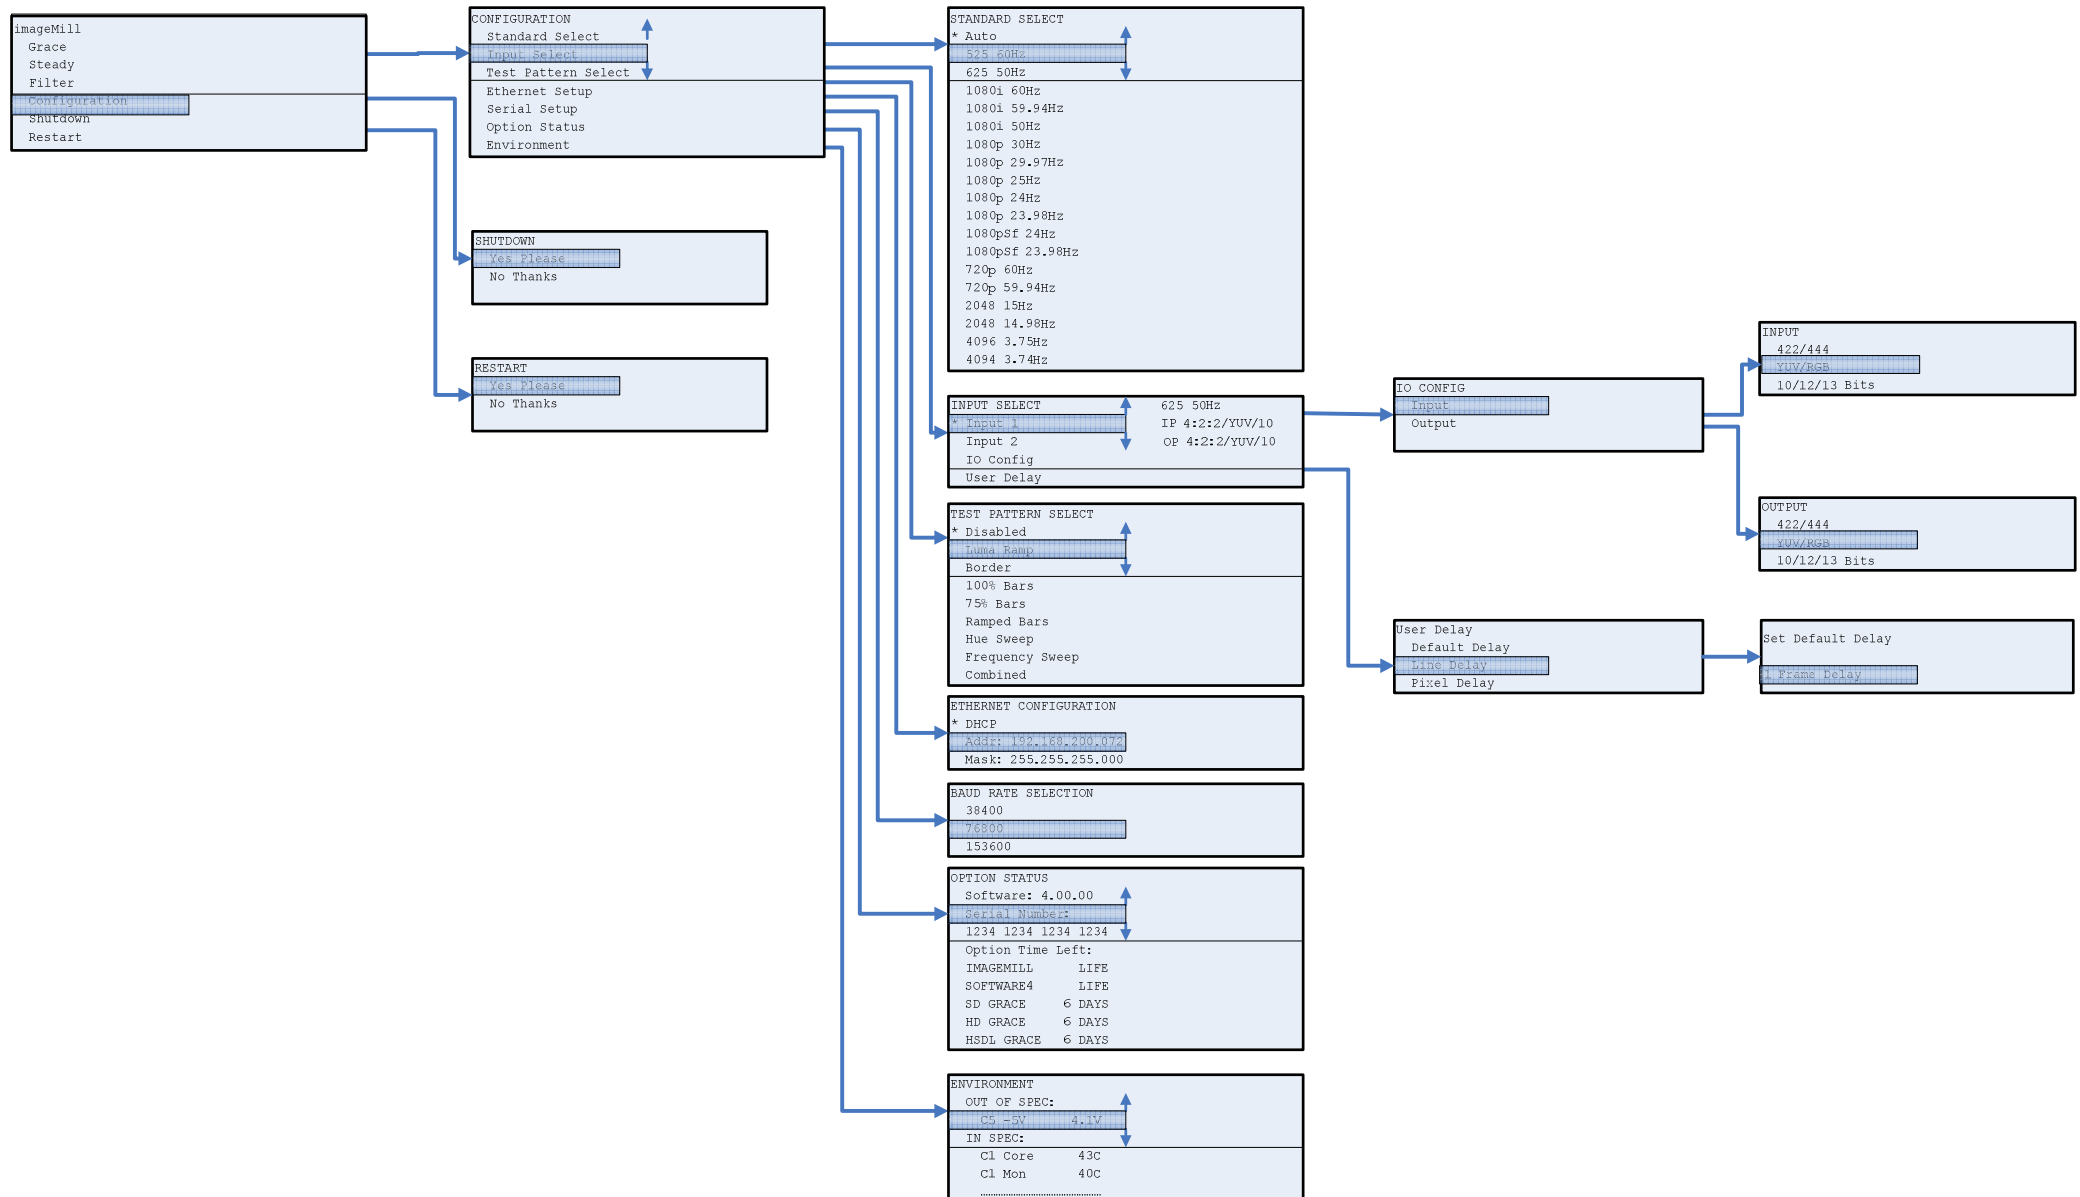 imageMill
Grace
Steady
Filter
Configuration
Shutdown
Restart
CONFIGURATION
Standard Select
Input Select
Test Pattern Select
Ethernet Setup
Serial Setup
Option Status
Environment
SHUTDOWN
Yes Please
No Thanks
RESTART
Yes Please
No Thanks
STANDARD SELECT
* Auto
525 60Hz
625 50Hz
1080i 60Hz
1080i 59.94Hz
1080i 50Hz
1080p 30Hz
1080p 29.97Hz
1080p 25Hz
1080p 24Hz
1080p 23.98Hz
1080pSf 24Hz
1080pSf 23.98Hz
720p 60Hz
720p 59.94Hz
2048 15Hz
2048 14.98Hz
4096 3.75Hz
4094 3.74Hz
INPUT SELECT 625 50Hz
* Input 1 IP 4:2:2/YUV/10
Input 2 OP 4:2:2/YUV/10
IO Config
User Delay
TEST PATTERN SELECT
* Disabled
Luma Ramp
Border
100% Bars
75% Bars
Ramped Bars
Hue Sweep
Frequency Sweep
Combined
ETHERNET CONFIGURATION
* DHCP
Addr: 192.168.200.072
Mask: 255.255.255.000
BAUD RATE SELECTION
38400
76800
153600
OPTION STATUS
Software: 4.00.00
Serial Number:
1234 1234 1234 1234
Option Time Left:
IMAGEMILL LIFE
SOFTWARE4 LIFE
SD GRACE 6 DAYS
HD GRACE 6 DAYS
HSDL GRACE 6 DAYS
ENVIRONMENT
OUT OF SPEC:
C5 -5V 4.1V
IN SPEC:
C1 Core 43C
C1 Mon 40C
IO CONFIG
Input
Output
INPUT
422/444
YUV/RGB
10/12/13 Bits
OUTPUT
422/444
YUV/RGB
10/12/13 Bits
User Delay
Default Delay
Line Delay
Pixel Delay
Set Default Delay
1 Frame Delay